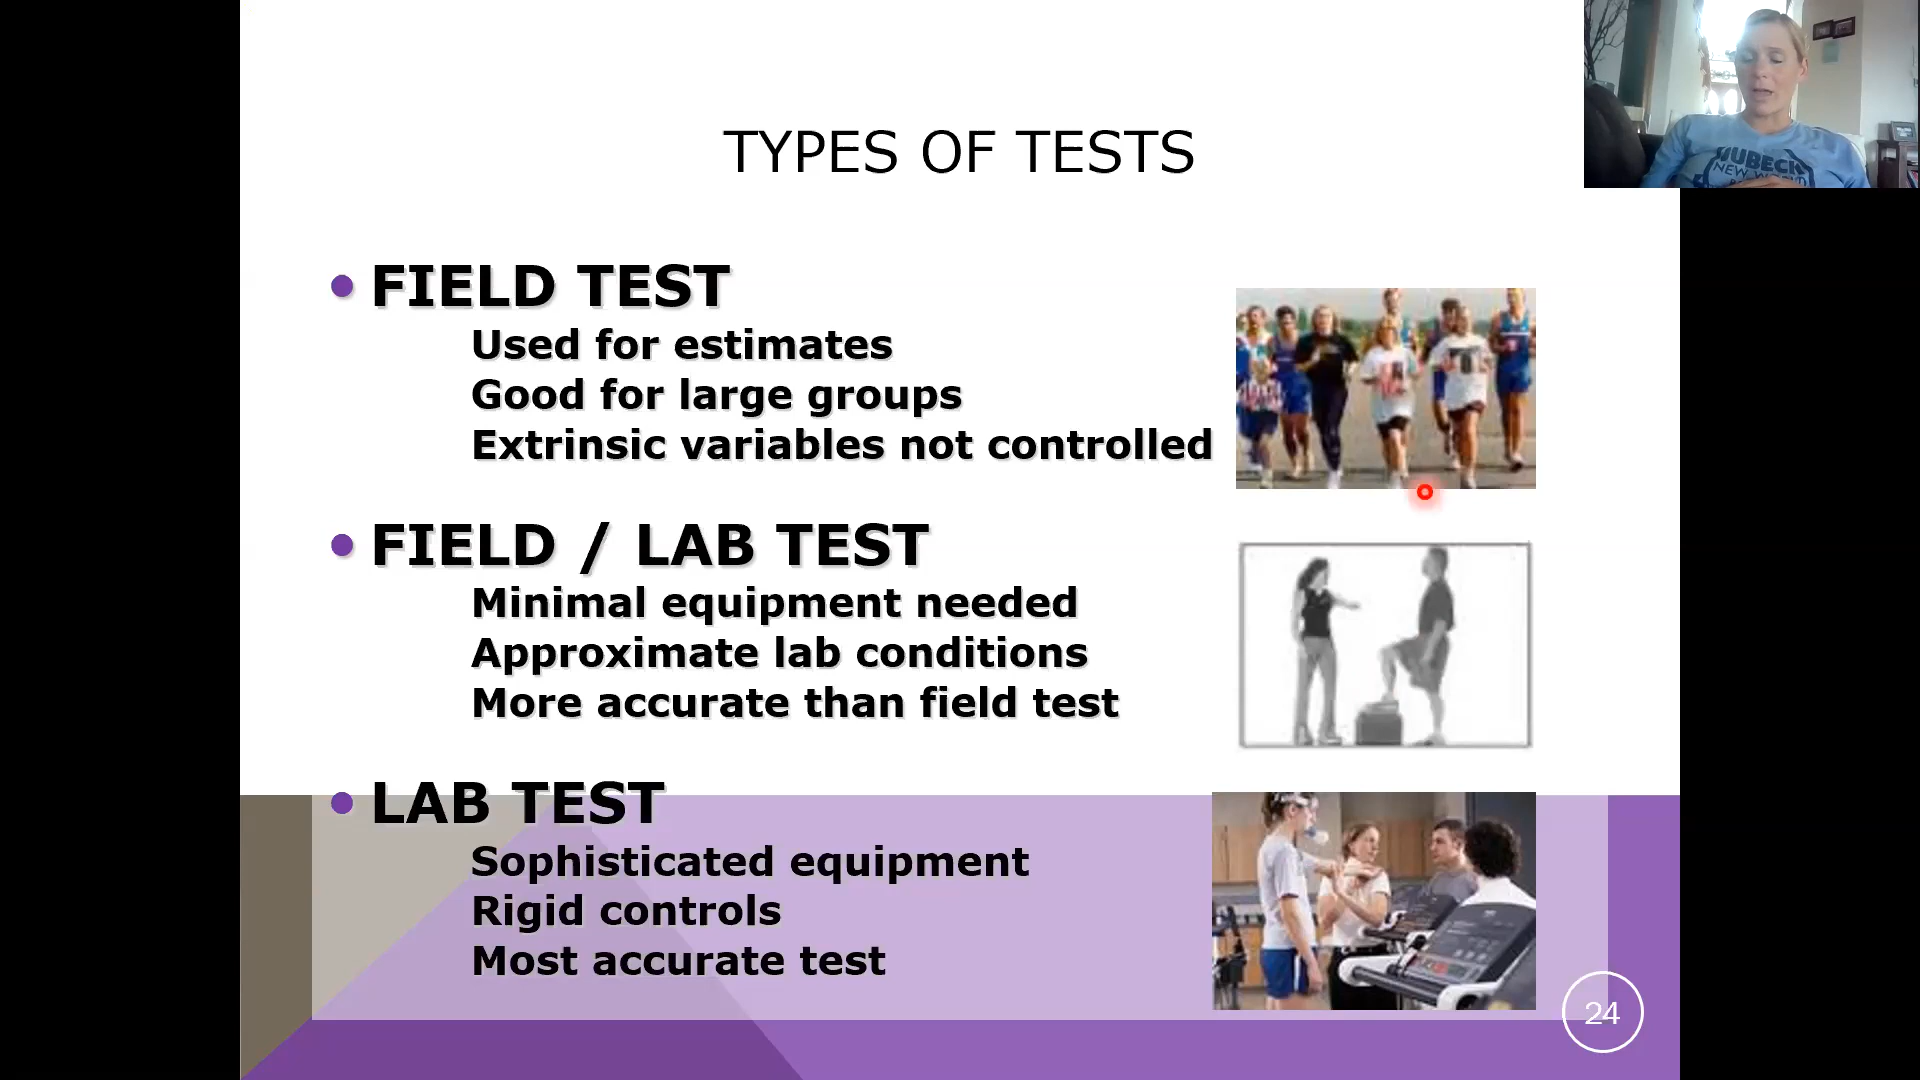 TYPES OF TESTS
FIELD TEST
Used for estimates
Good for large groups
Extrinsic variables not controlled
FIELD / LAB TEST
Minimal equipment needed
Approximate lab conditions
More accurate than field test
LAB TEST
Sophisticated equipment
Rigid controls
Most accurate test
24
NEW